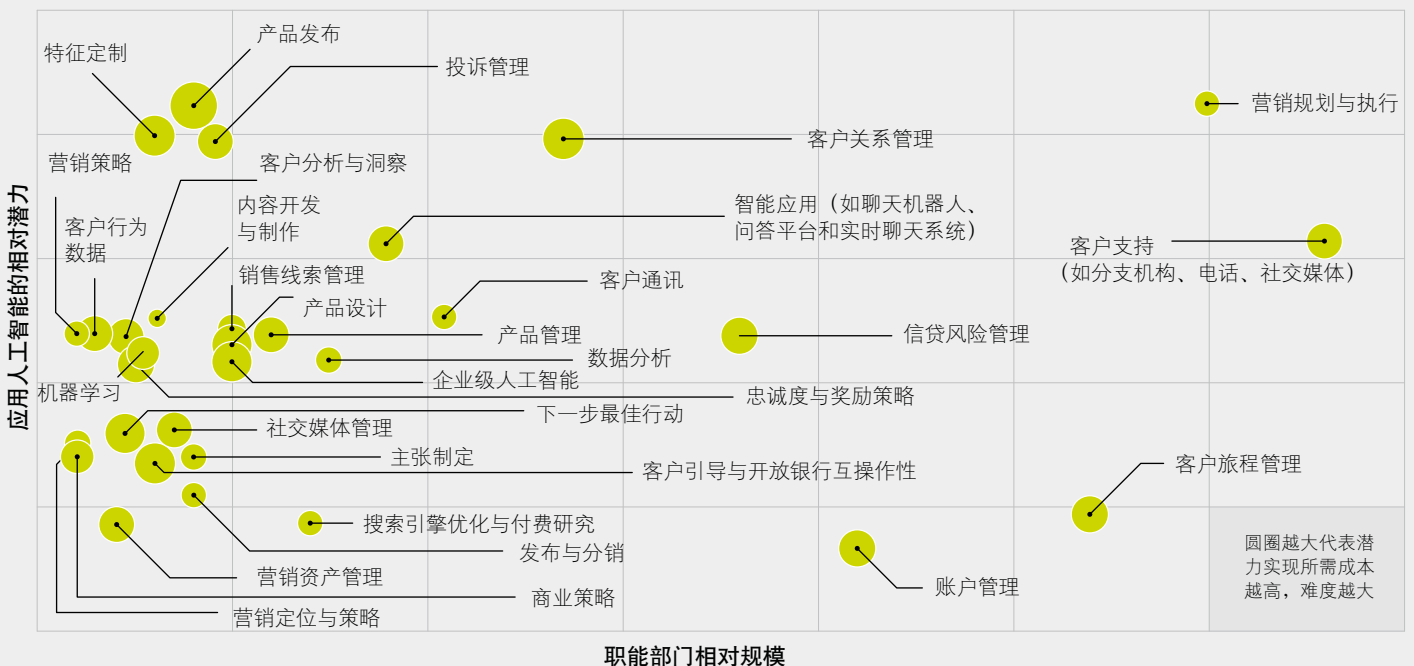 产品发布
特征定制
投诉管理
营销规划与执行
客户关系管理
营销策略
客户分析与洞察
内容开发
与制作
智能应用（如聊天机器人、
问答平台和实时聊天系统）
客户行为
数据
客户支持
（如分支机构、电话、社交媒体）
销售线索管理
客户通讯
产品设计
产品管理
信贷风险管理
数据分析
企业级人工智能
机器学习
忠诚度与奖励策略
下一步最佳行动
社交媒体管理
主张制定
客户引导与开放银行互操作性
客户旅程管理
搜索引擎优化与付费研究
发布与分销
营销资产管理
账户管理
商业策略
营销定位与策略
圆圈越大代表潜
力实现所需成本
越高，难度越大
应用人工智能的相对潜力
职能部门相对规模